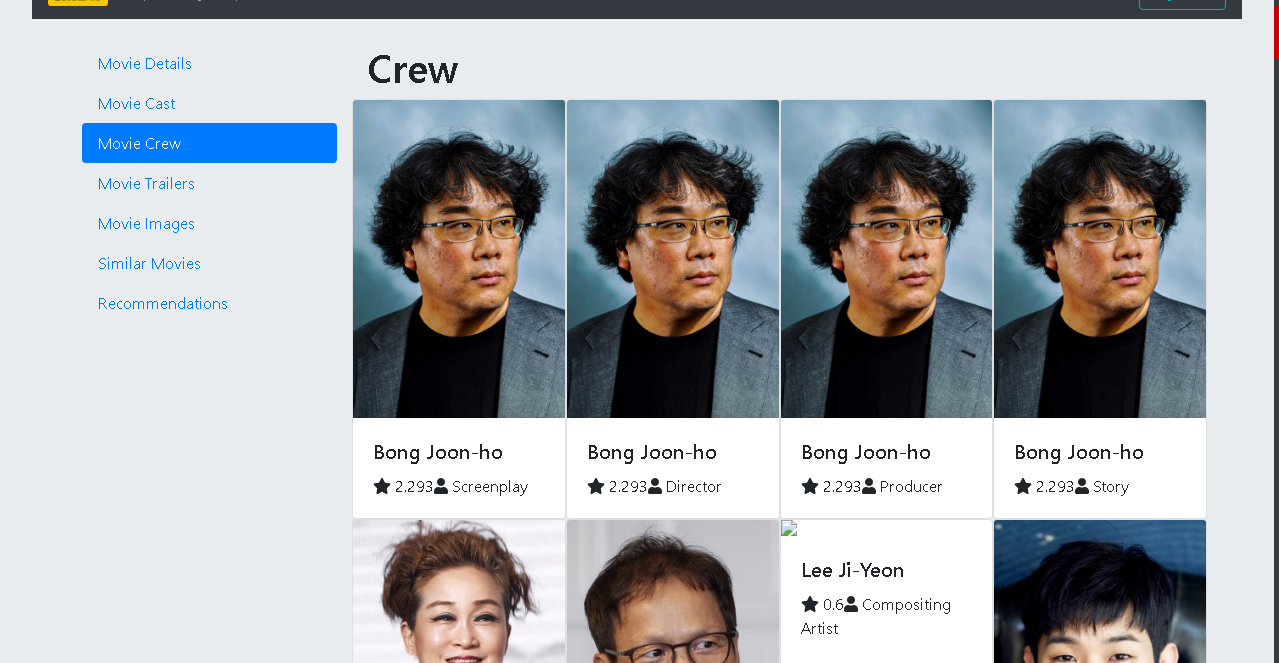 Movie Details
Movie Cast
Movie Crew
Movie Trailers
Movie Images
Similar Movies
Recommendations
Crew
Bong Joon-ho
2.293 Screenplay
Bong Joon-ho
2.293 Director
Bong Joon-ho
2.293 Producer
Bong Joon-ho
2.293 Story
Lee Ji-Yeon
0.6 Compositing
Artist